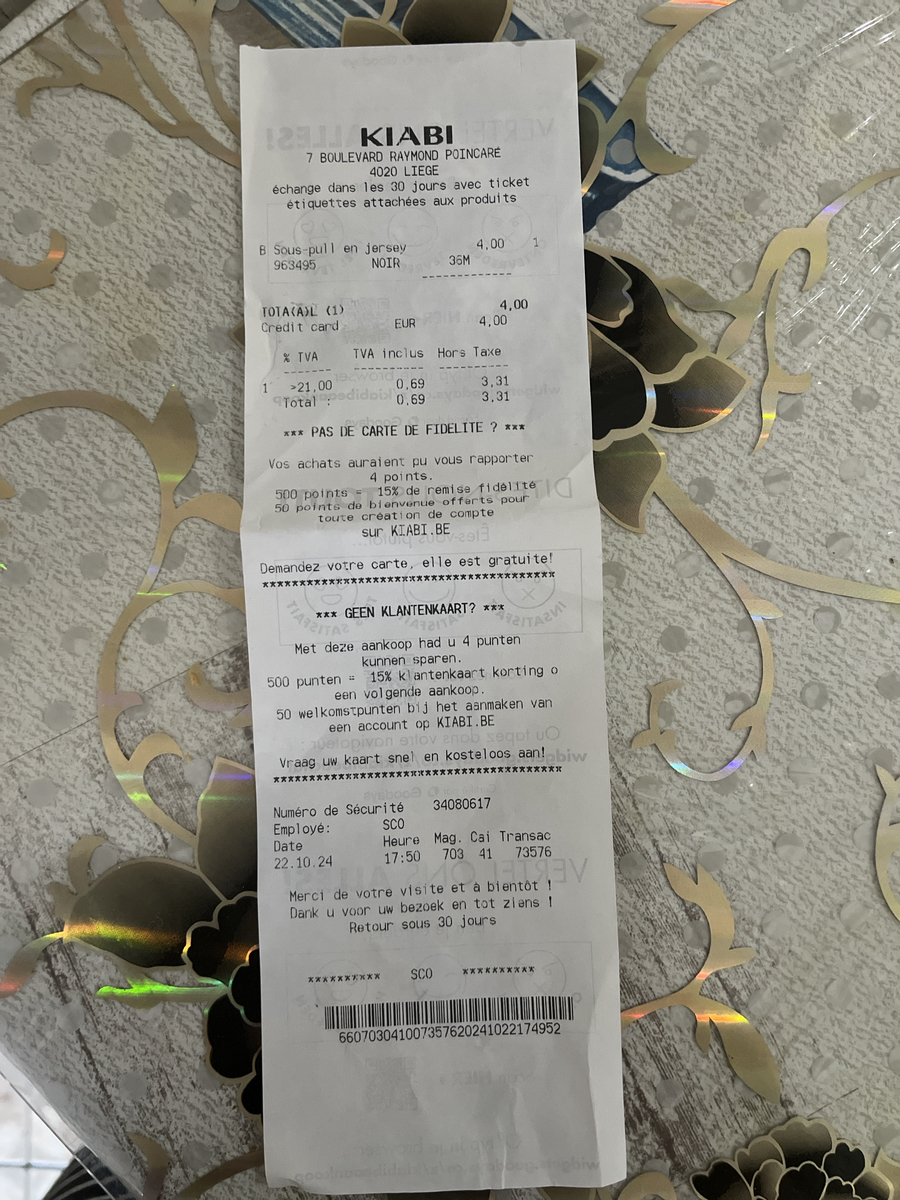 KIABI
7 BOULEVARD RAYMOND POINCARÉ
4020 LIEGE
échange dans les 30 jours avec ticket
étiquettes attachées aux produits
B Sous-pull en jersey 4,00 1
963495 NOIR 36M
------------
TOTA(A)L (1) 4,00
Credit card EUR 4,00
% TVA TVA inclus Hors Taxe
------- ----------- -----------
1 >21,00 0,69 3,31
Total : 0,69 3,31
*** PAS DE CARTE DE FIDELITE ? ***
Vos achats auraient pu vous rapporter
4 points.
500 points = 15% de remise fidélité
50 points de bienvenue offerts pour
toute création de compte
sur KIABI.BE
Demandez votre carte, elle est gratuite!
****************************************
*** GEEN KLANTENKAART? ***
Met deze aankoop had u 4 punten
kunnen sparen.
500 punten = 15% klantenkaart korting o
een volgende aankoop.
50 welkomstpunten bij het aanmaken van
een account op KIABI.BE
Vraag uw kaart snel en kosteloos aan!
****************************************
Numéro de Sécurité 34080617
Employé: SCO
Date Heure Mag. Cai Transac
22.10.24 17:50 703 41 73576
Merci de votre visite et à bientôt !
Dank u voor uw bezoek en tot ziens !
Retour sous 30 jours
********** SCO **********
660703041007357620241022174952